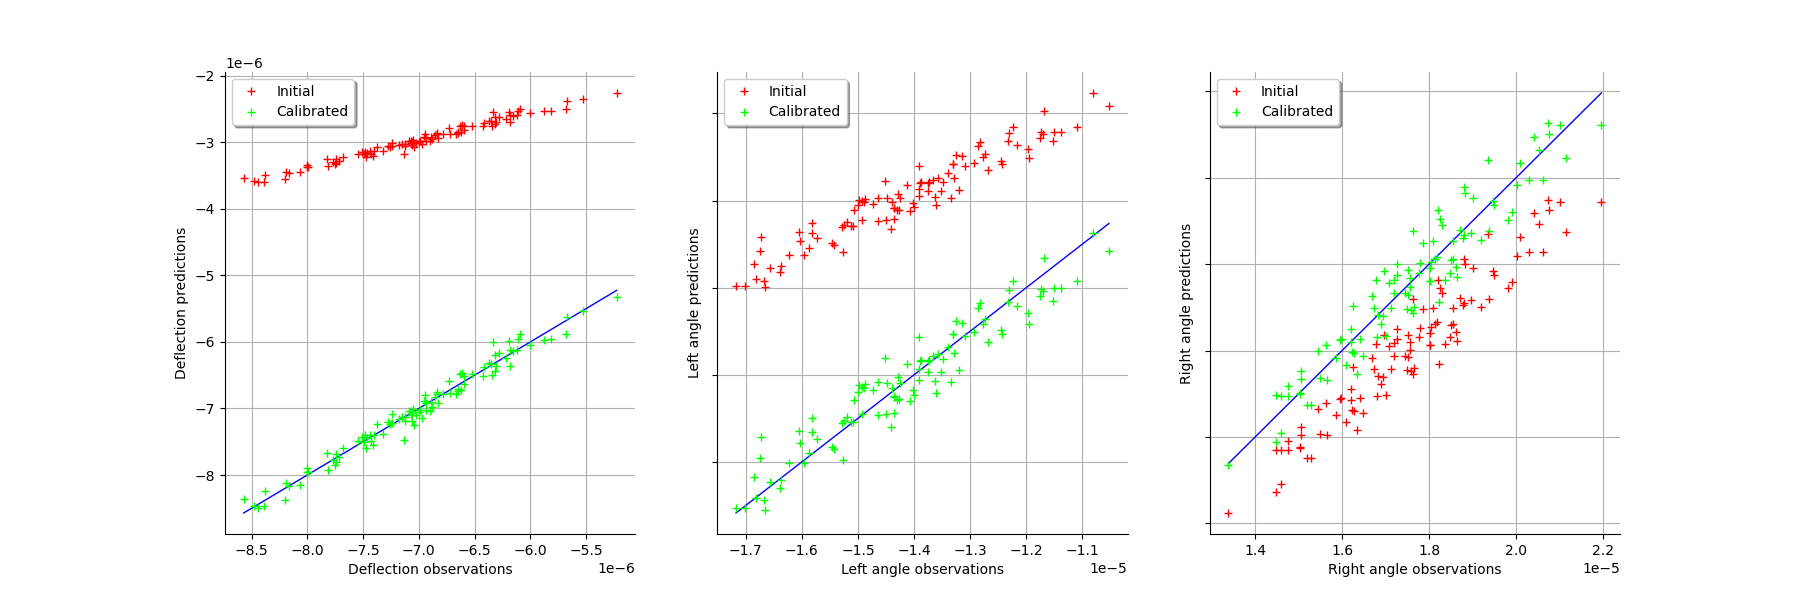 1e−6
−2
−3
−4
−5
−6
−7
−8
Deflection predictions
Initial
Calibrated
−8.5 −8.0 −7.5 −7.0 −6.5 −6.0 −5.5
Deflection observations
1e−6
Left angle predictions
Initial
Calibrated
−1.7 −1.6 −1.5 −1.4 −1.3 −1.2 −1.1
Left angle observations
1e−5
Right angle predictions
Initial
Calibrated
1.4 1.6 1.8 2.0 2.2
Right angle observations
1e−5